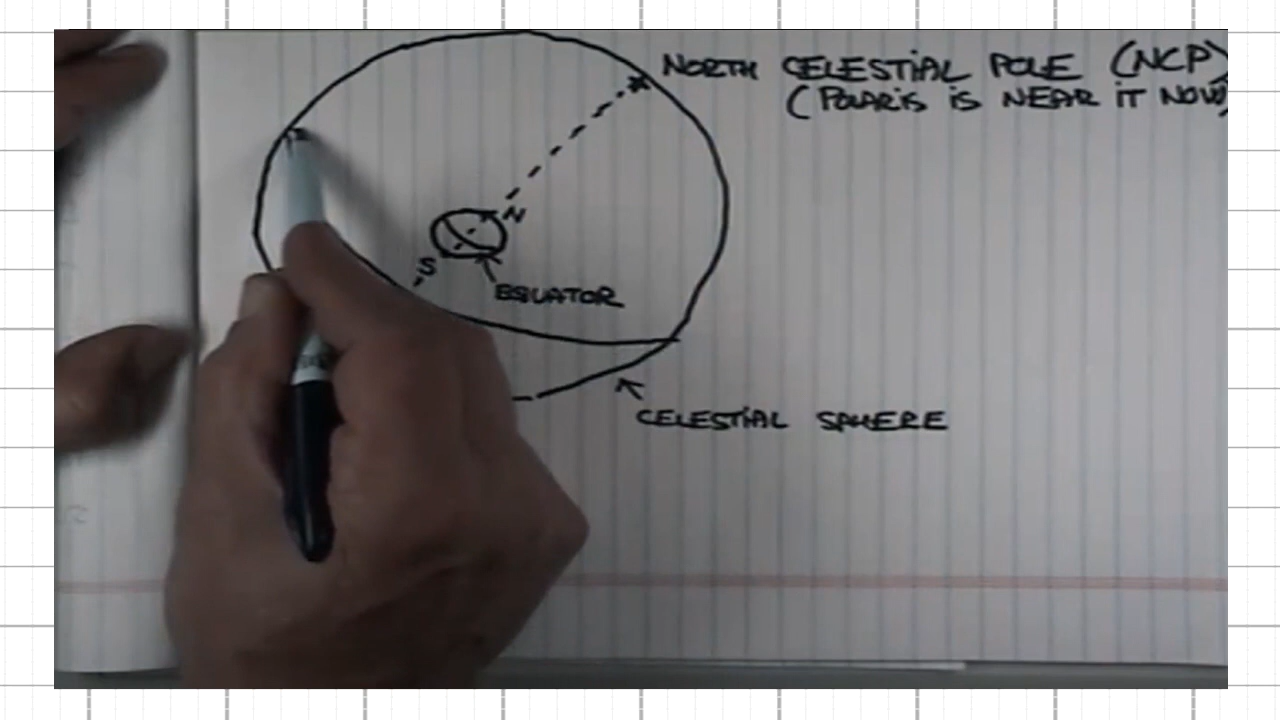 NORTH CELESTIAL POLE (NCP)
(POLARIS IS NEAR IT NOW)
N
S
EQUATOR
CELESTIAL SPHERE